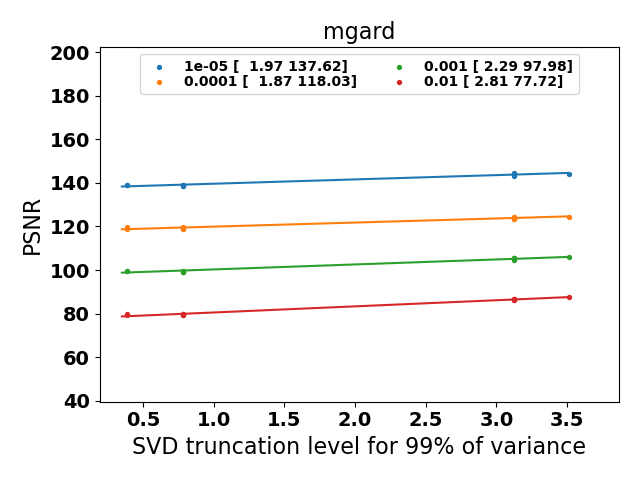 mgard
1e-05 [  1.97 137.62]
0.0001 [  1.87 118.03]
0.001 [ 2.29 97.98]
0.01 [ 2.81 77.72]
PSNR
200
180
160
140
120
100
80
60
40
0.5 1.0 1.5 2.0 2.5 3.0 3.5
SVD truncation level for 99% of variance